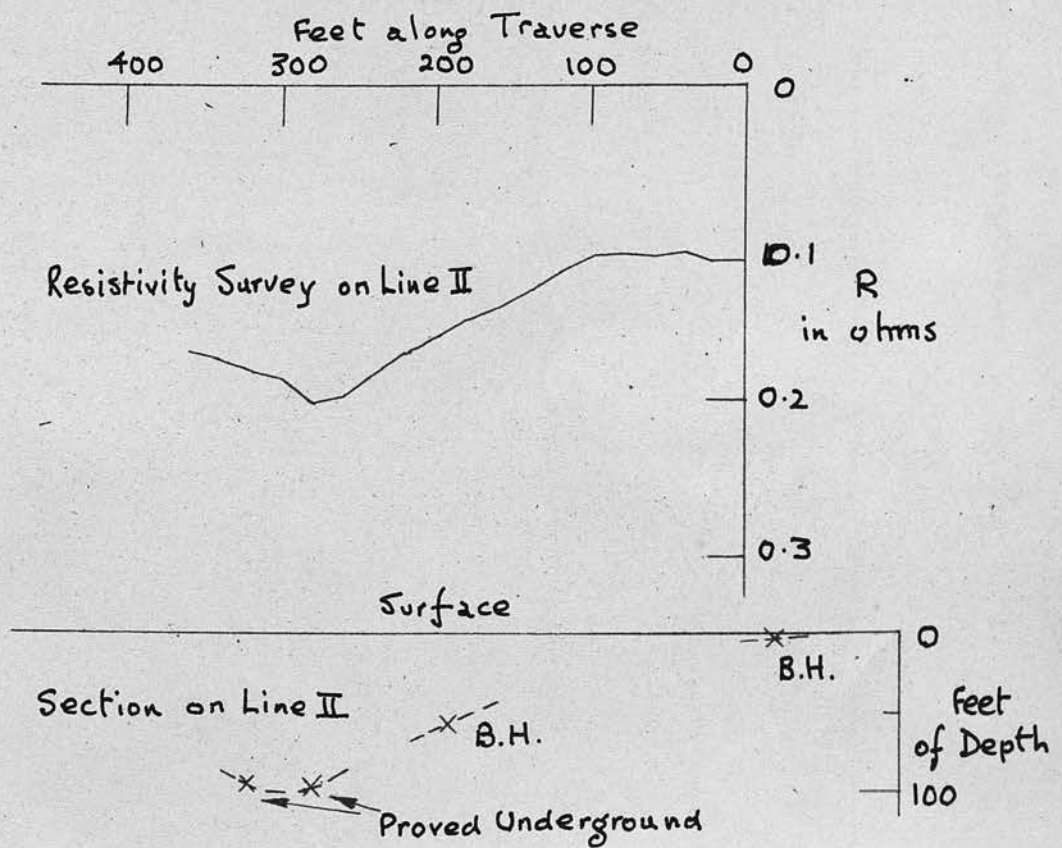 Feet along Traverse
400 300 200 100 0
0
0.1
Resistivity Survey on Line II
R
in ohms
0.2
0.3
Surface
0
B.H.
Section on Line II
Feet
of Depth
B.H.
100
Proved Underground